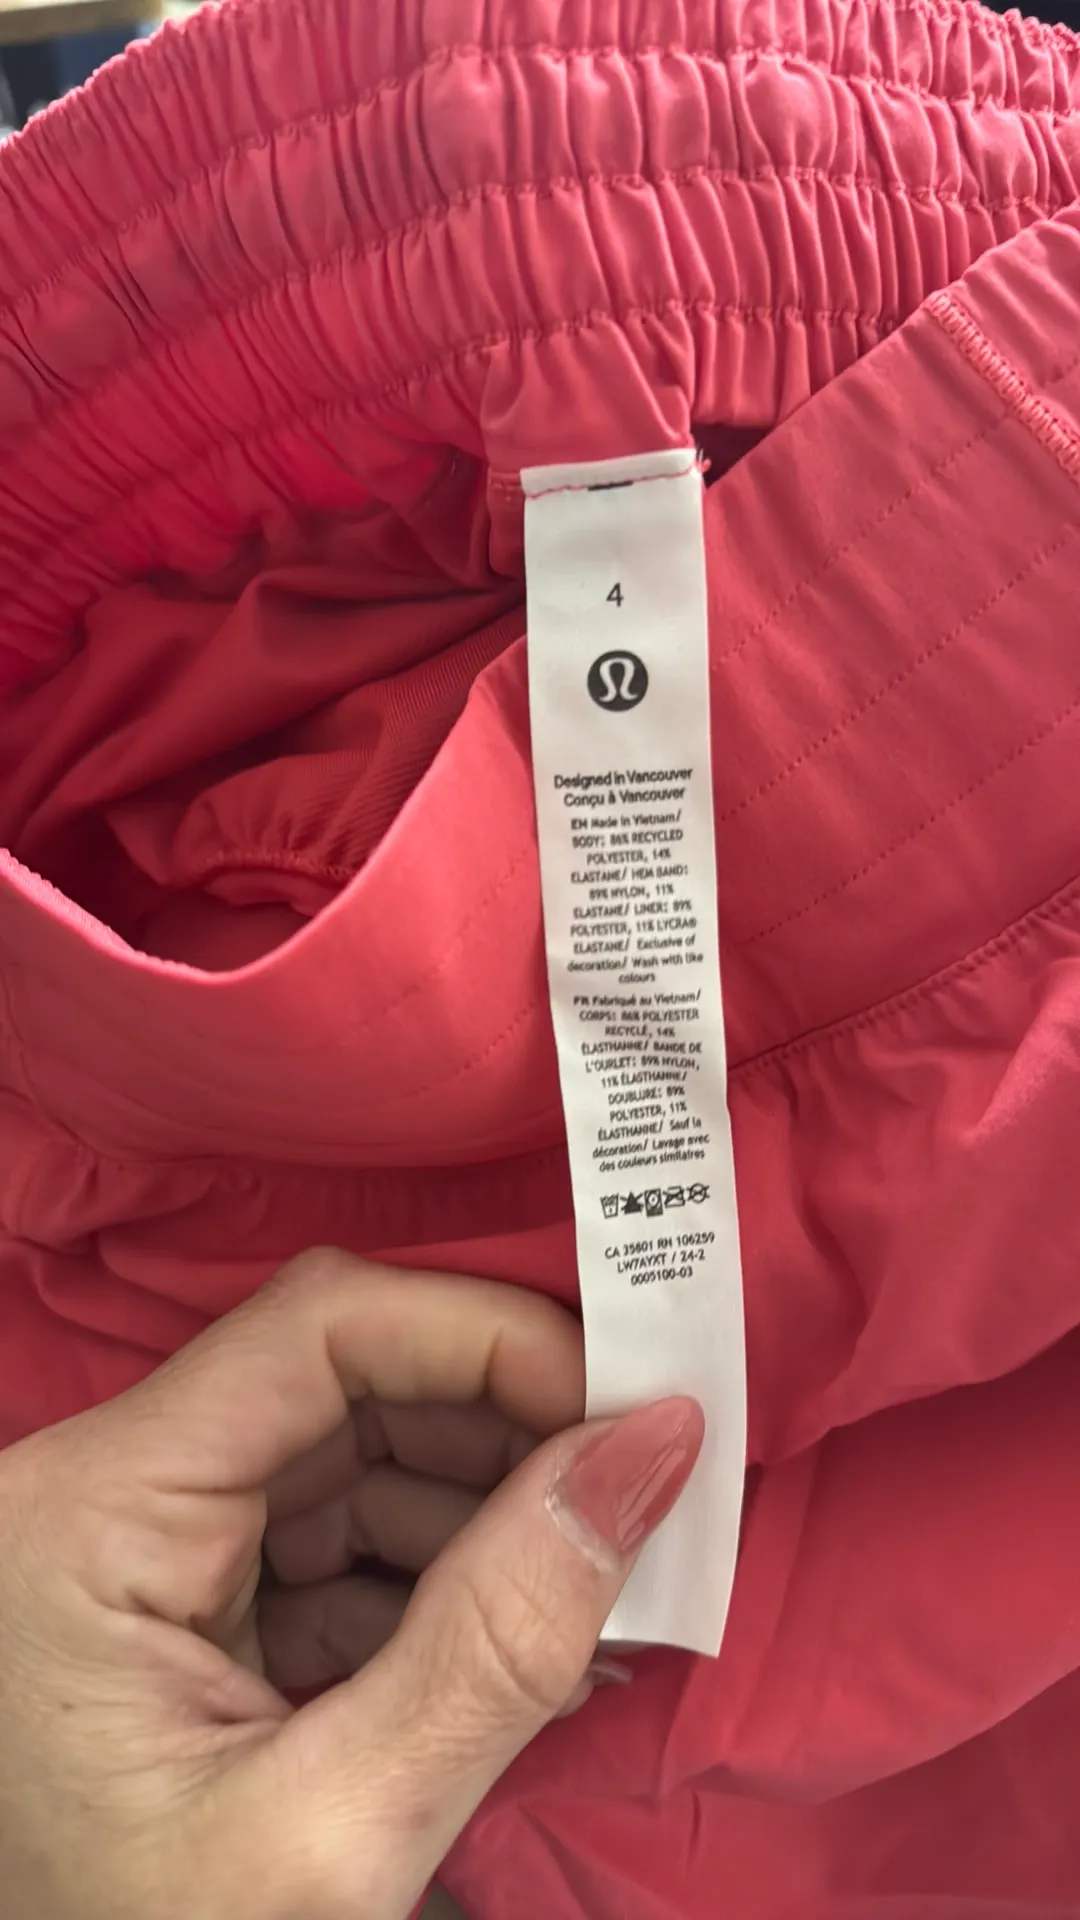 4
Designed in Vancouver
Conçu à Vancouver
EN Made in Vietnam/
BODY: 86% RECYCLED
POLYESTER, 14%
ELASTANE/ HEM BAND:
89% NYLON, 11%
ELASTANE/ LINER: 89%
POLYESTER, 11% LYCRA®
ELASTANE/ Exclusive of
decoration/ Wash with like
colours
FR Fabriqué au Vietnam/
CORPS: 86% POLYESTER
RECYCLÉ, 14%
ÉLASTHANNE/ BANDE DE
L'OURLET: 89% NYLON,
11% ÉLASTHANNE/
DOUBLURE: 89%
POLYESTER, 11%
ÉLASTHANNE/ Sauf la
décoration/ Lavage avec
des couleurs similaires
CA 35801 RN 106259
LW7AYXT / 24-2
0005100-03